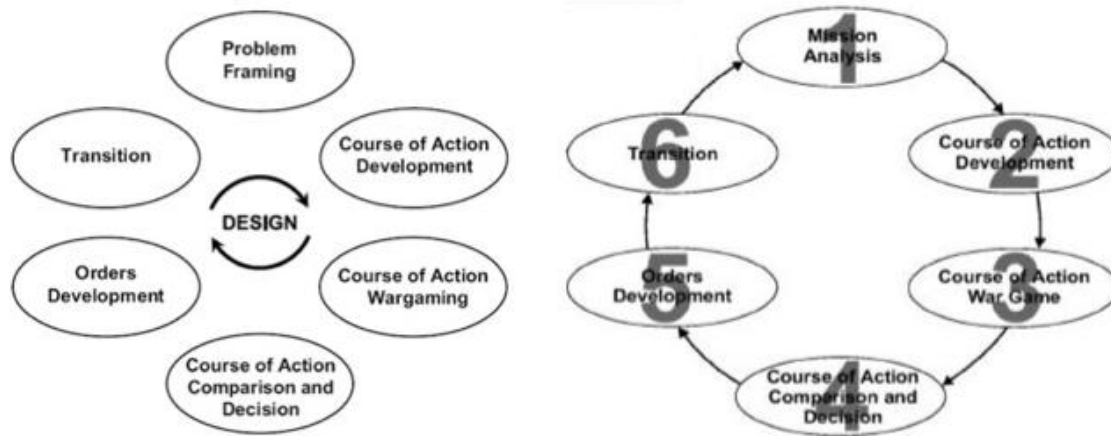 Problem
Framing
Course of Action
Development
Course of Action
Wargaming
Course of Action
Comparison and
Decision
Orders
Development
Transition
DESIGN
1
Mission
Analysis
2
Course of Action
Development
3
Course of Action
War Game
4
Course of Action
Comparison and
Decision
5
Orders
Development
6
Transition